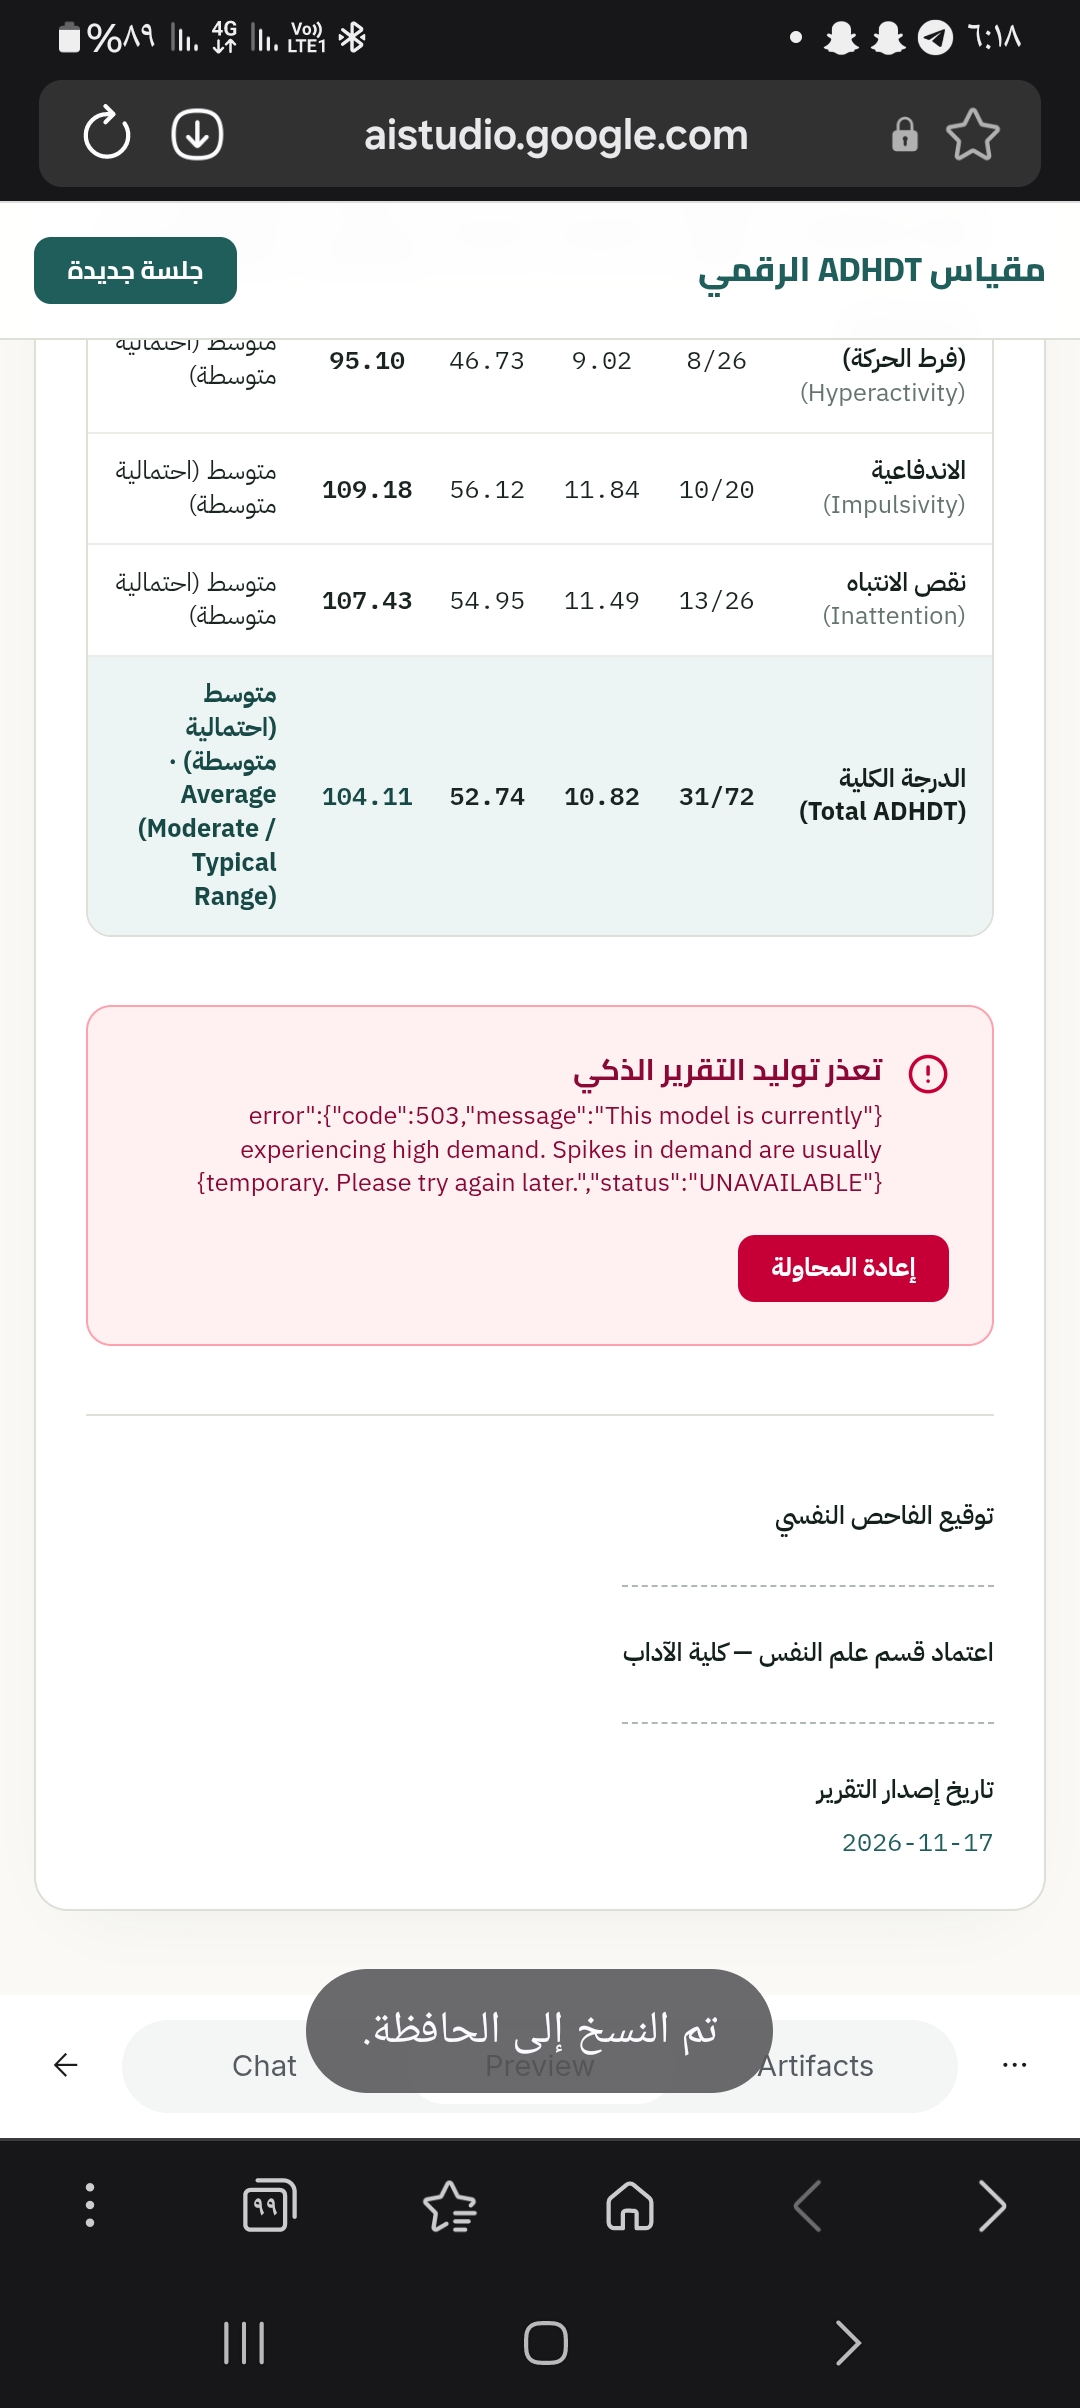 %٨٩ 4G Vo)) LTE1 ٦:١٨
aistudio.google.com
مقياس ADHDT الرقمي
جلسة جديدة
(فرط الحركة) 8/26 9.02 46.73 95.10 متوسط (احتمالية
(Hyperactivity) متوسطة)
الاندفاعية 10/20 11.84 56.12 109.18 متوسط (احتمالية
(Impulsivity) متوسطة)
نقص الانتباه 13/26 11.49 54.95 107.43 متوسط (احتمالية
(Inattention) متوسطة)
الدرجة الكلية
(Total ADHDT)
31/72 10.82 52.74 104.11
متوسط
(احتمالية
متوسطة) ·
Average
(Moderate /
Typical
Range)
تعذر توليد التقرير الذكي
error":{"code":503,"message":"This model is currently"}
experiencing high demand. Spikes in demand are usually
{temporary. Please try again later.","status":"UNAVAILABLE"}
إعادة المحاولة
توقيع الفاحص النفسي
اعتماد قسم علم النفس — كلية الآداب
تاريخ إصدار التقرير
2026-11-17
تم النسخ إلى الحافظة.
Chat Preview Artifacts
٩٩